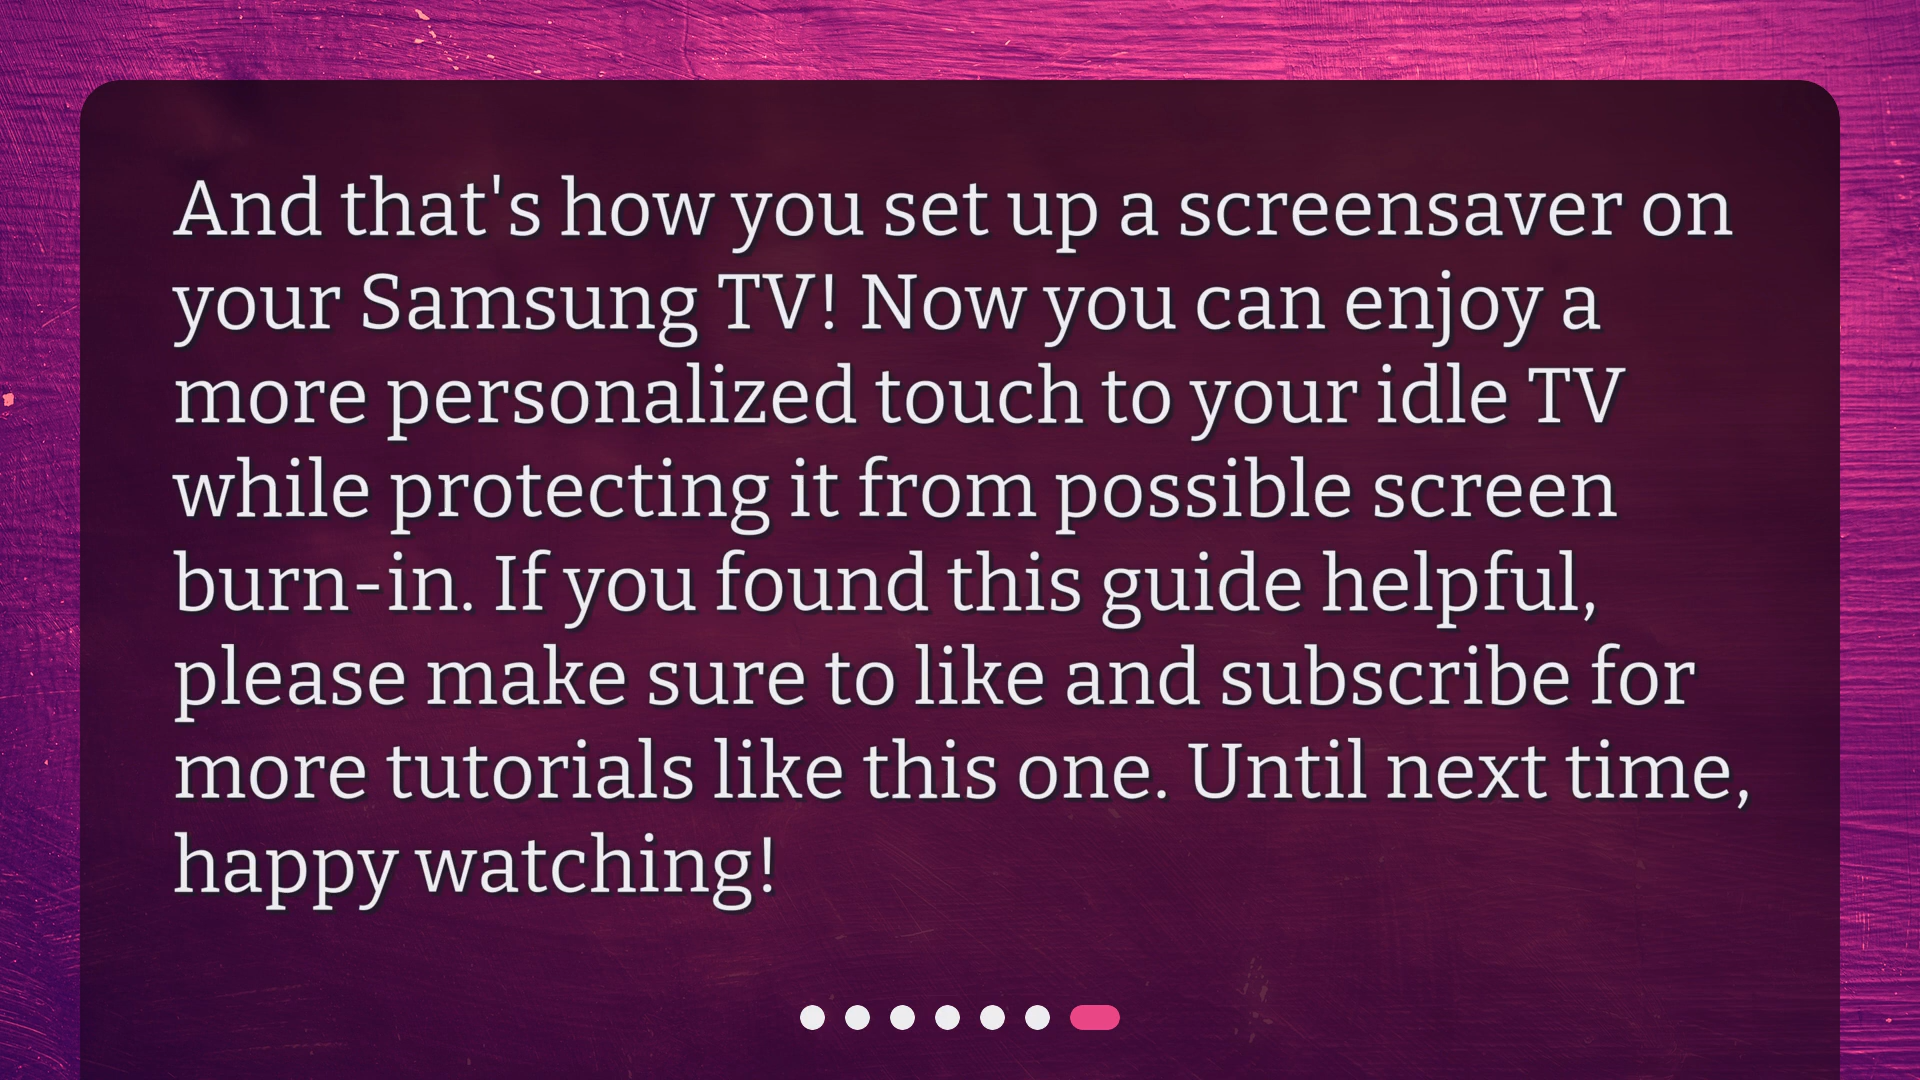 And that's how you set up a screensaver on
your Samsung TV! Now you can enjoy a
more personalized touch to your idle TV
while protecting it from possible screen
burn-in. If you found this guide helpful,
please make sure to like and subscribe for
more tutorials like this one. Until next time,
happy watching!